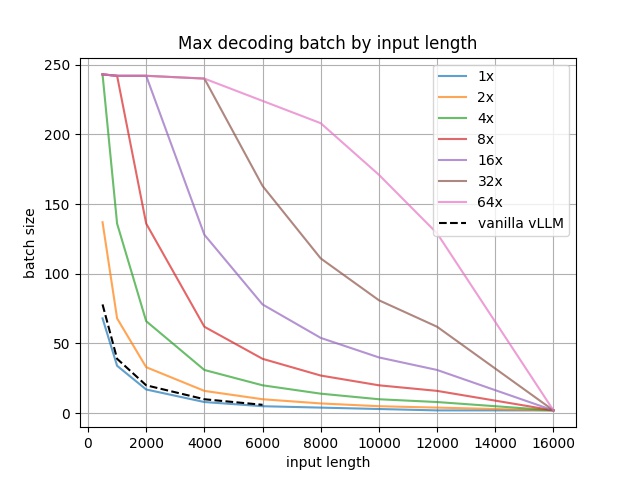 Max decoding batch by input length
250
200
150
100
50
0
batch size
1x
2x
4x
8x
16x
32x
64x
vanilla vLLM
0 2000 4000 6000 8000 10000 12000 14000 16000
input length